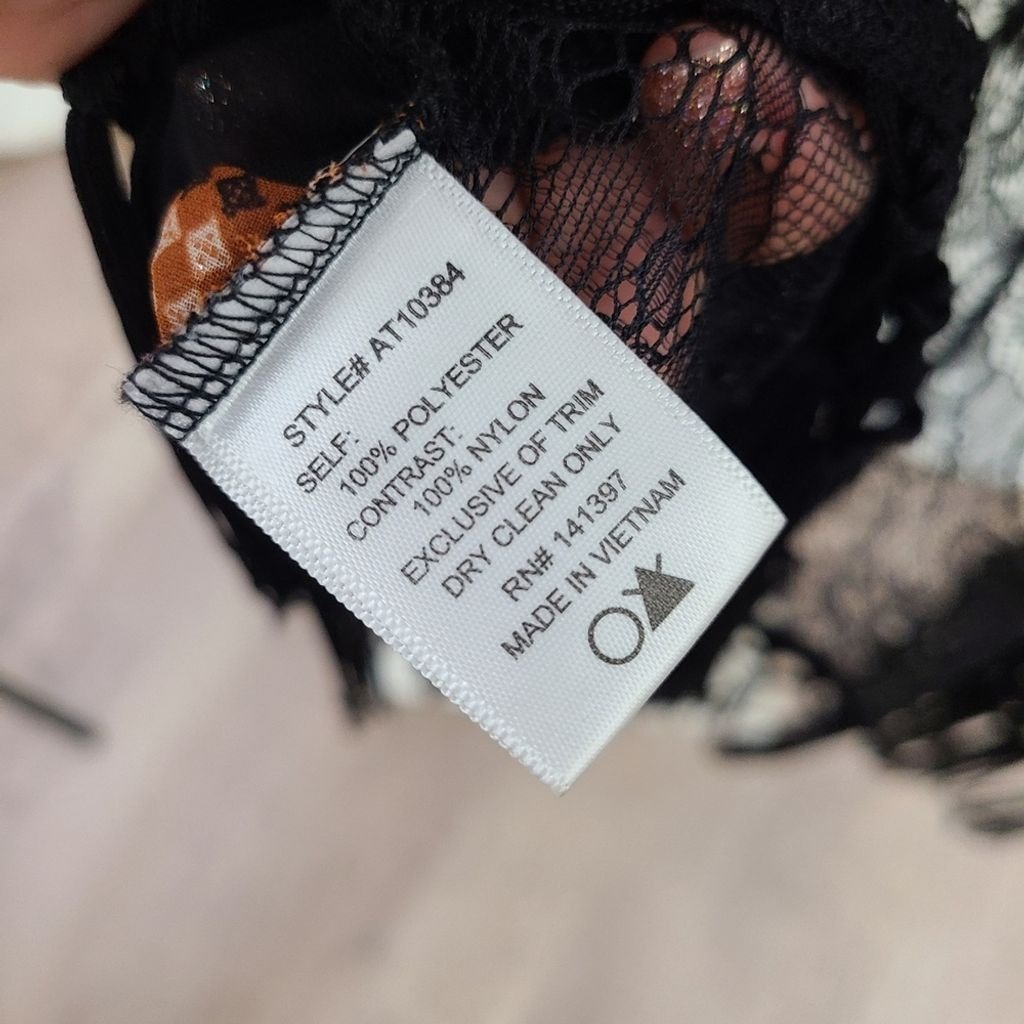 STYLE# AT10384
SELF:
100% POLYESTER
CONTRAST:
100% NYLON
EXCLUSIVE OF TRIM
DRY CLEAN ONLY
RN# 141397
MADE IN VIETNAM